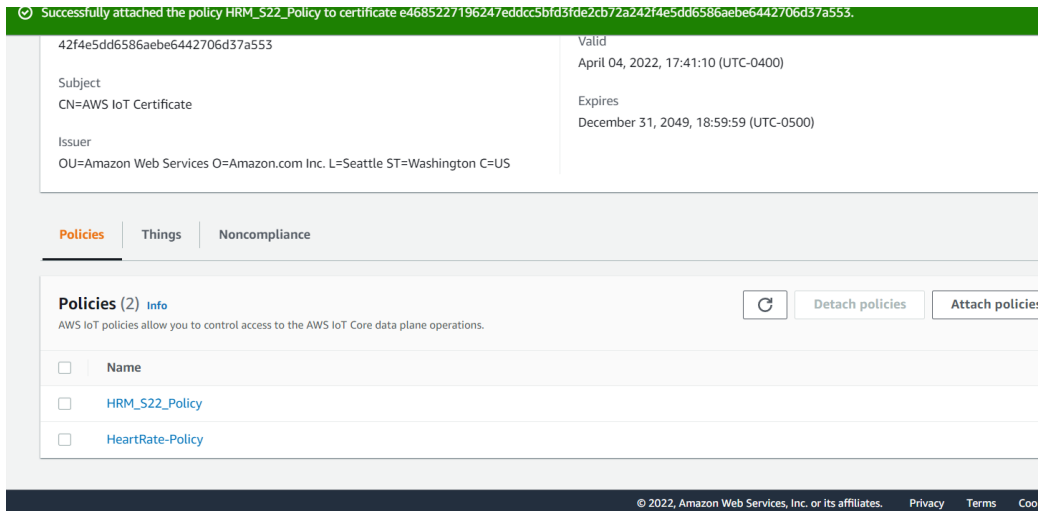 Successfully attached the policy HRM_S22_Policy to certificate e4685227196247eddcc5bfd3fde2cb72a242f4e5dd6586aebe6442706d37a553.
42f4e5dd6586aebe6442706d37a553
Valid
April 04, 2022, 17:41:10 (UTC-0400)
Subject
CN=AWS IoT Certificate
Expires
December 31, 2049, 18:59:59 (UTC-0500)
Issuer
OU=Amazon Web Services O=Amazon.com Inc. L=Seattle ST=Washington C=US
Policies Things Noncompliance
Policies (2) Info Detach policies Attach policies
AWS IoT policies allow you to control access to the AWS IoT Core data plane operations.
Name
HRM_S22_Policy
HeartRate-Policy
© 2022, Amazon Web Services, Inc. or its affiliates. Privacy Terms Coo